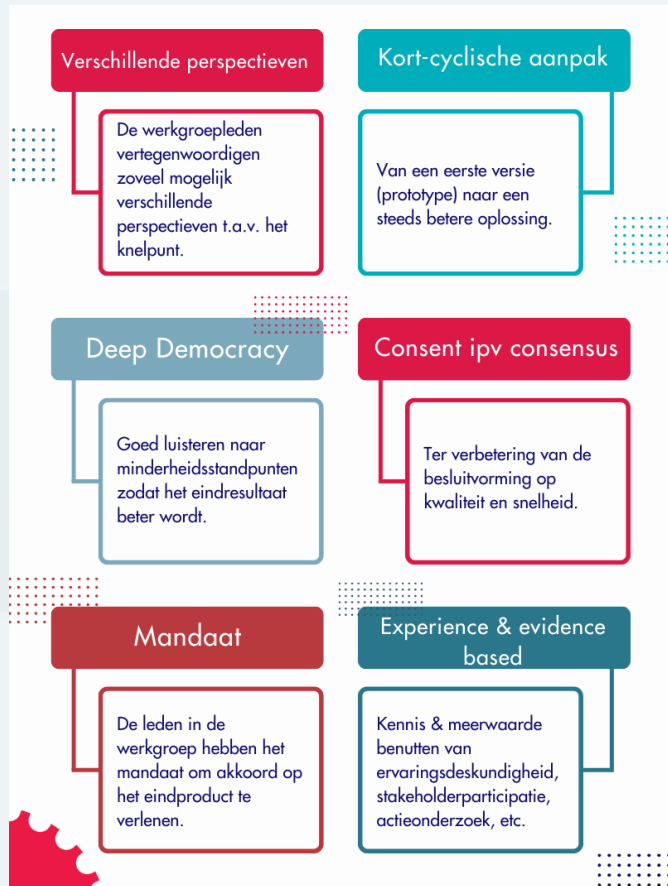 Verschillende perspectieven
De werkgroepleden
vertegenwoordigen
zoveel mogelijk
verschillende
perspectieven t.a.v. het
knelpunt.
Kort-cyclische aanpak
Van een eerste versie
(prototype) naar een
steeds betere oplossing.
Deep Democracy
Goed luisteren naar
minderheidsstandpunten
zodat het eindresultaat
beter wordt.
Consent ipv consensus
Ter verbetering van de
besluitvorming op
kwaliteit en snelheid.
Mandaat
De leden in de
werkgroep hebben het
mandaat om akkoord op
het eindproduct te
verlenen.
Experience & evidence
based
Kennis & meerwaarde
benutten van
ervaringsdeskundigheid,
stakeholderparticipatie,
actieonderzoek, etc.